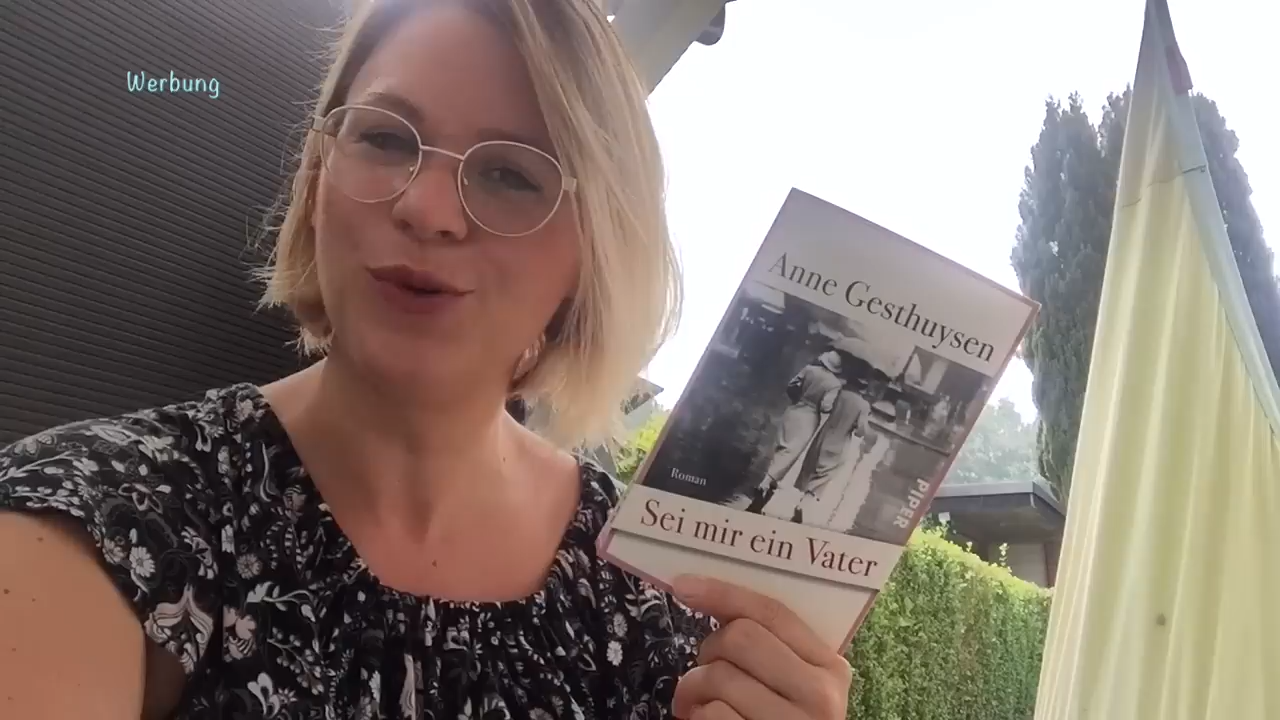 Werbung
Anne Gesthuysen
Roman
PIPER
Sei mir ein Vater